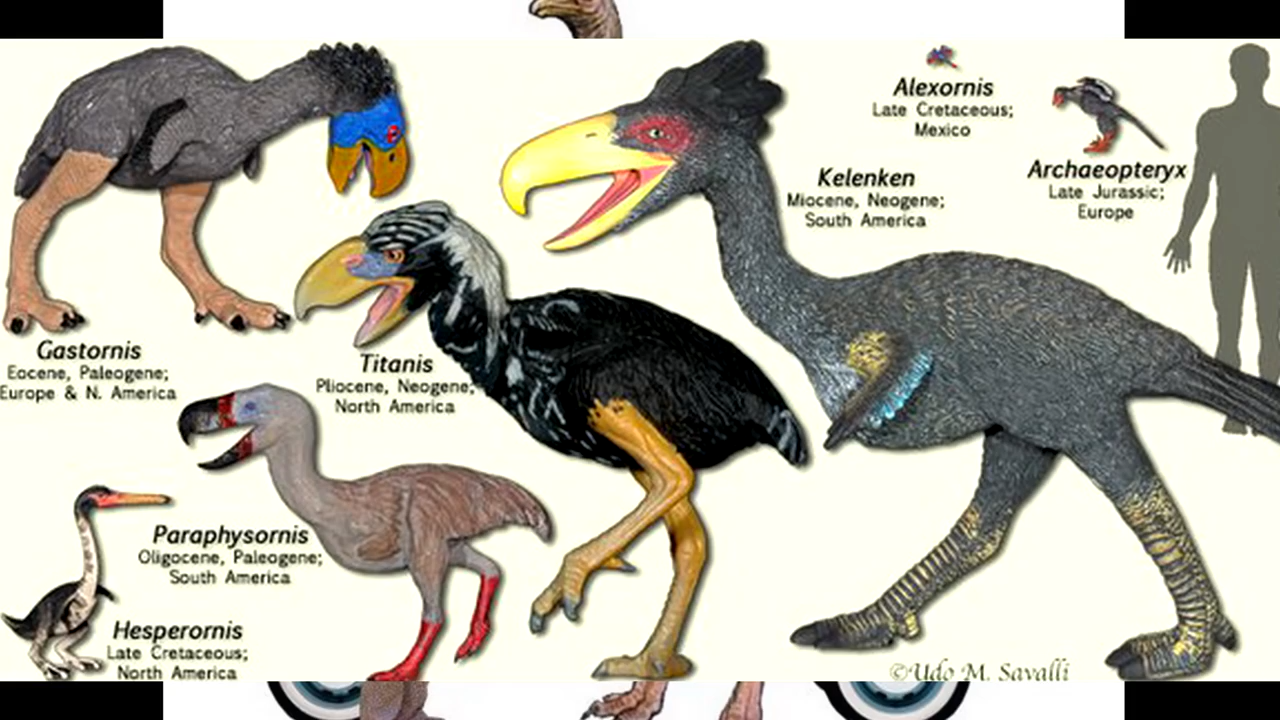 Alexornis
Late Cretaceous;
Mexico
Archaeopteryx
Late Jurassic;
Europe
Kelenken
Miocene, Neogene;
South America
Gastornis
Eocene, Paleogene;
Europe & N. America
Titanis
Pliocene, Neogene;
North America
Paraphysornis
Oligocene, Paleogene;
South America
Hesperornis
Late Cretaceous;
North America
©Udo M. Savalli